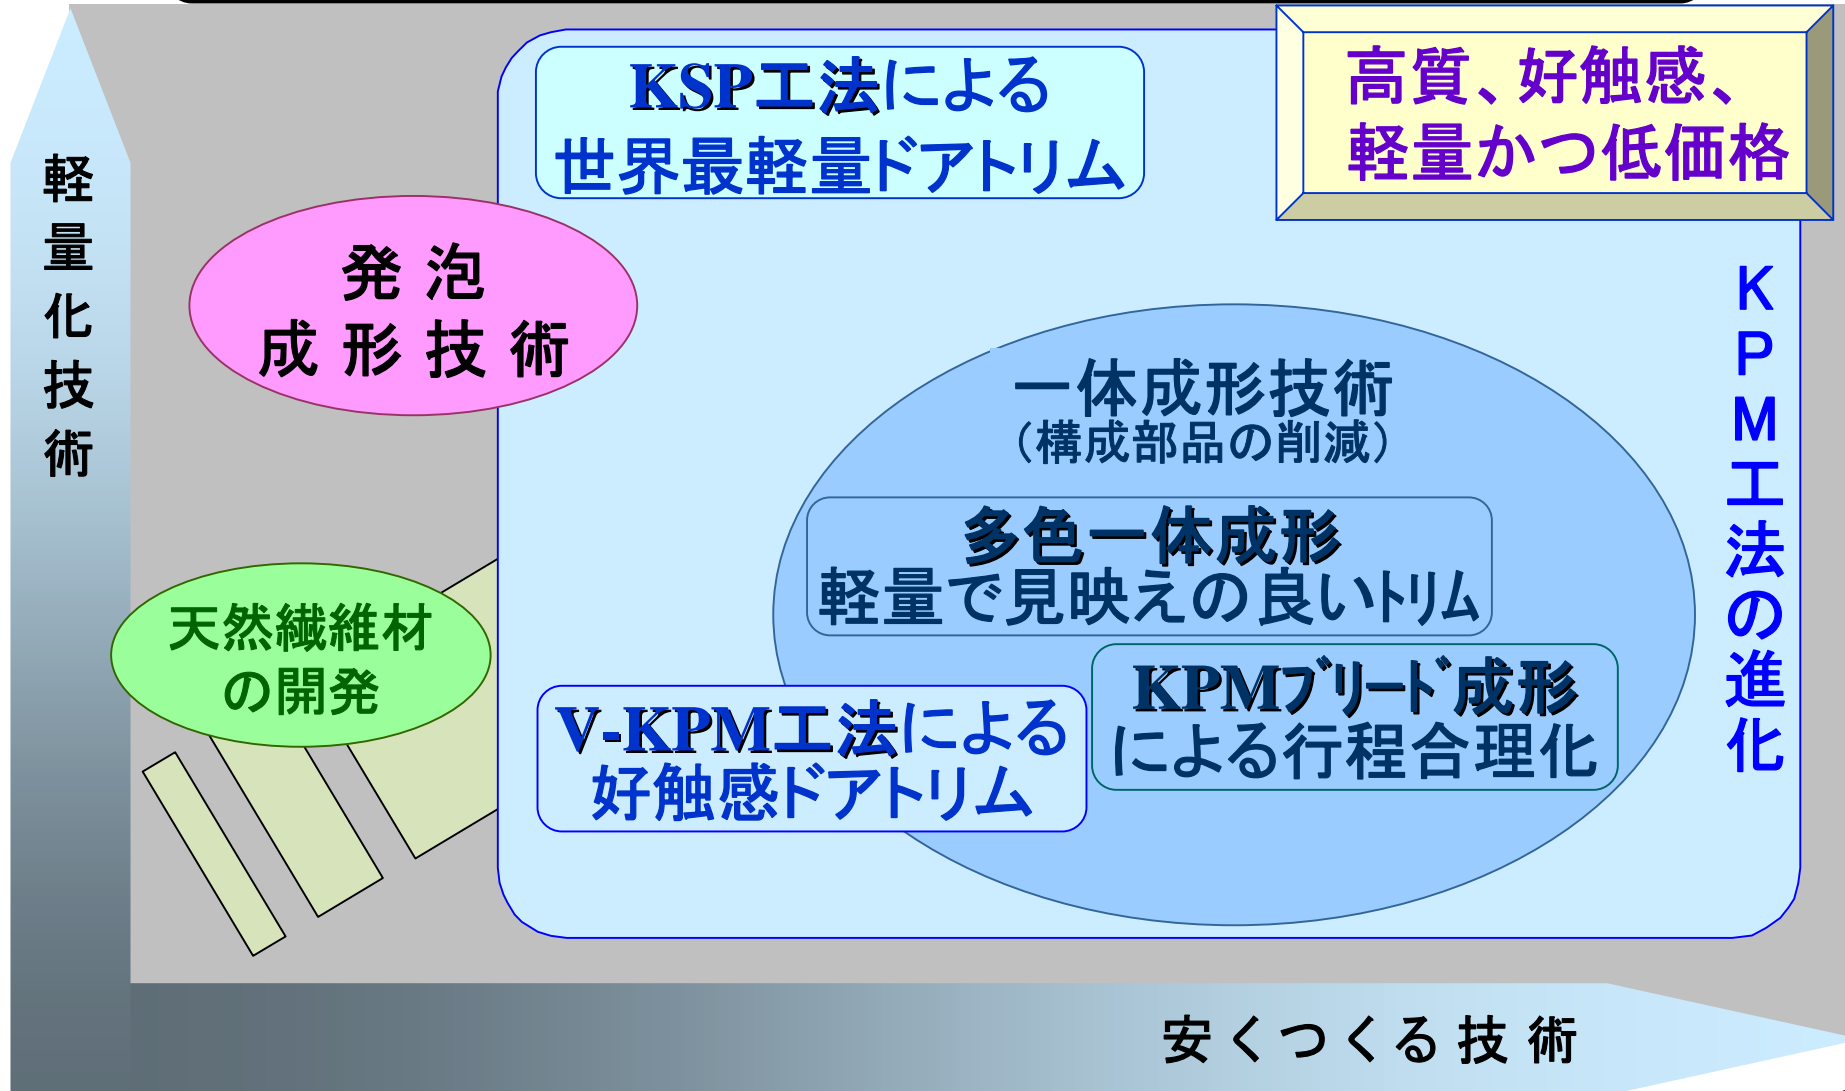 KSP工法による
世界最軽量ドアトリム
高質、好触感、
軽量かつ低価格
軽量化技術
発泡
成形技術
一体成形技術
（構成部品の削減）
多色一体成形
軽量で見映えの良いﾄﾘﾑ
KPMﾌﾞﾘｰﾄﾞ成形
による行程合理化
天然繊維材
の開発
V-KPM工法による
好触感ドアトリム
ＫＰＭ工法の進化
安くつくる技術